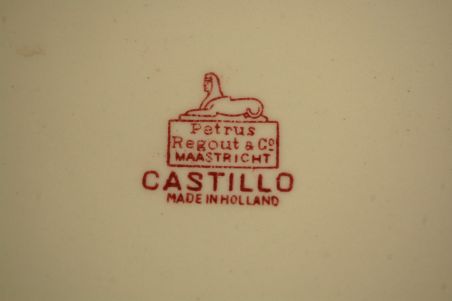 Petrus
Regout & Co
MAASTRICHT
CASTILLO
MADE IN HOLLAND